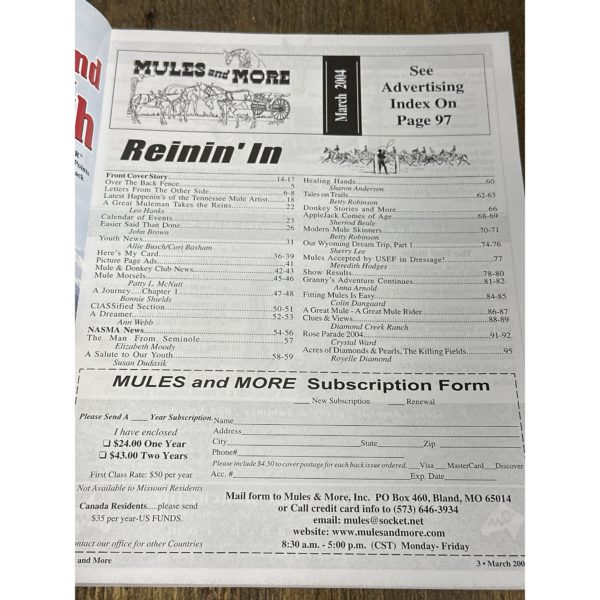 nd
h
R™
Points
ack
MULES and MORE
March 2004
See
Advertising
Index On
Page 97
Reinin' In
Front Cover Story 14-17
Over The Back Fence 5
Letters From The Other Side 6-8
Latest Happenin's of the Tennessee Mule Artist 18
A Great Muleman Takes the Reins 22
Leo Hanks
Calendar of Events 23
Easier Said Than Done 26
John Brown
Youth News 31
Allie Busch/Cori Basham
Here's My Card 36-39
Picture Page Ads 41
Mule & Donkey Club News 42-43
Mule Morsels 45-46
Patty L. McNutt
A Journey.....Chapter 1 47-48
Bonnie Shields
ClASSified Section 50-51
A Dreamer 52-53
Ann Webb
NASMA News 54-56
The Man From Seminole 57
Elizabeth Moody
A Salute to Our Youth 58-59
Susan Dudasik
Healing Hands 60
Sharon Anderson
Tales on Trails 62-63
Betty Robinson
Donkey Stories and More 66
AppleJack Comes of Age 68-69
Sherrod Beale
Modern Mule Skinners 70-71
Betty Robinson
Our Wyoming Dream Trip, Part 1 74-76
Sherry Lee
Mules Accepted by USEF in Dressage! 77
Meredith Hodges
Show Results 78-80
Granny's Adventure Continues 81-82
Anna Arnold
Fitting Mules Is Easy 84-85
Colin Dangaard
A Great Mule - A Great Mule Rider 86-87
Clues & Views 88-89
Diamond Creek Ranch
Rose Parade 2004 91-92
Crystal Ward
Acres of Diamonds & Pearls, The Killing Fields 95
Royelle Diamond
MULES and MORE Subscription Form
___ New Subscription ___ Renewal
Please Send A ___ Year Subscription.
I have enclosed
❑ $24.00 One Year
❑ $43.00 Two Years
First Class Rate: $50 per year
Not Available to Missouri Residents
Canada Residents.....please send
$35 per year-US FUNDS.
ontact our office for other Countries
Name
Address
City State Zip
Phone#
Please include $4.50 to cover postage for each back issue ordered. ___Visa ___MasterCard ___Discover
Acc. # Exp. Date
Mail form to Mules & More, Inc. PO Box 460, Bland, MO 65014
or Call credit card info to (573) 646-3934
email: mules@socket.net
website: www.mulesandmore.com
8:30 a.m. - 5:00 p.m. (CST) Monday- Friday
and More
3 • March 200